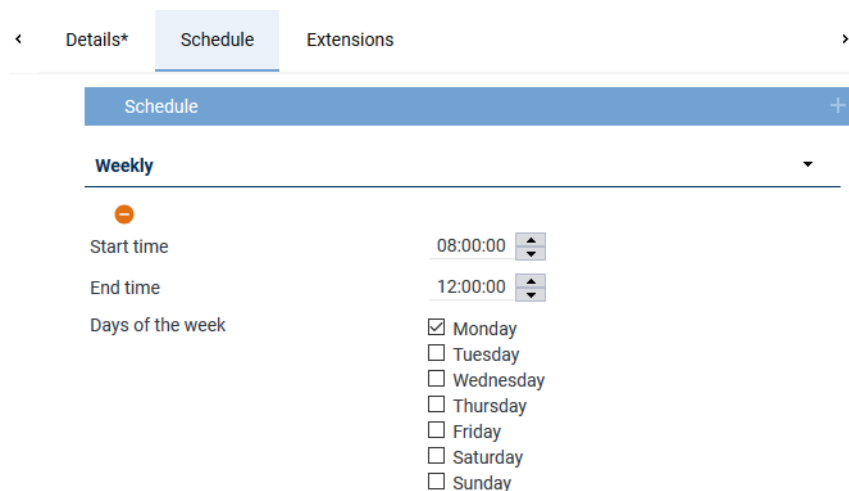 Details* Schedule Extensions
Schedule
Weekly
Start time 08:00:00
End time 12:00:00
Days of the week Monday
Tuesday
Wednesday
Thursday
Friday
Saturday
Sunday